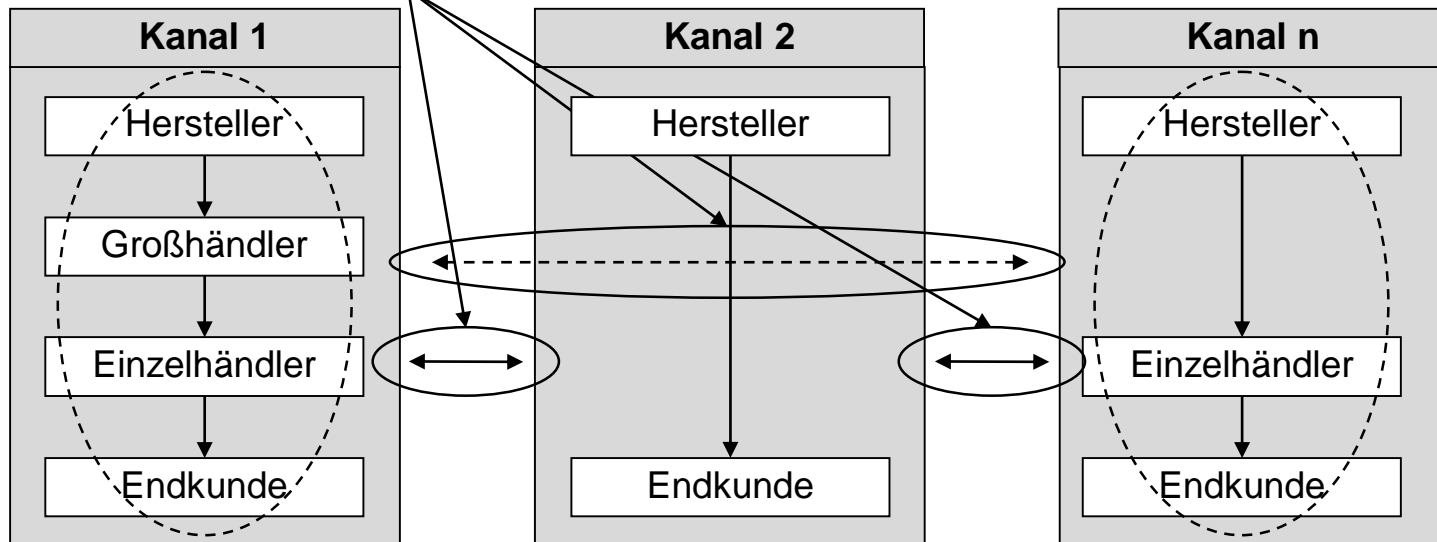 Kanal 1
Hersteller
Großhändler
Einzelhändler
Endkunde
Kanal 2
Hersteller
Endkunde
Kanal n
Hersteller
Einzelhändler
Endkunde